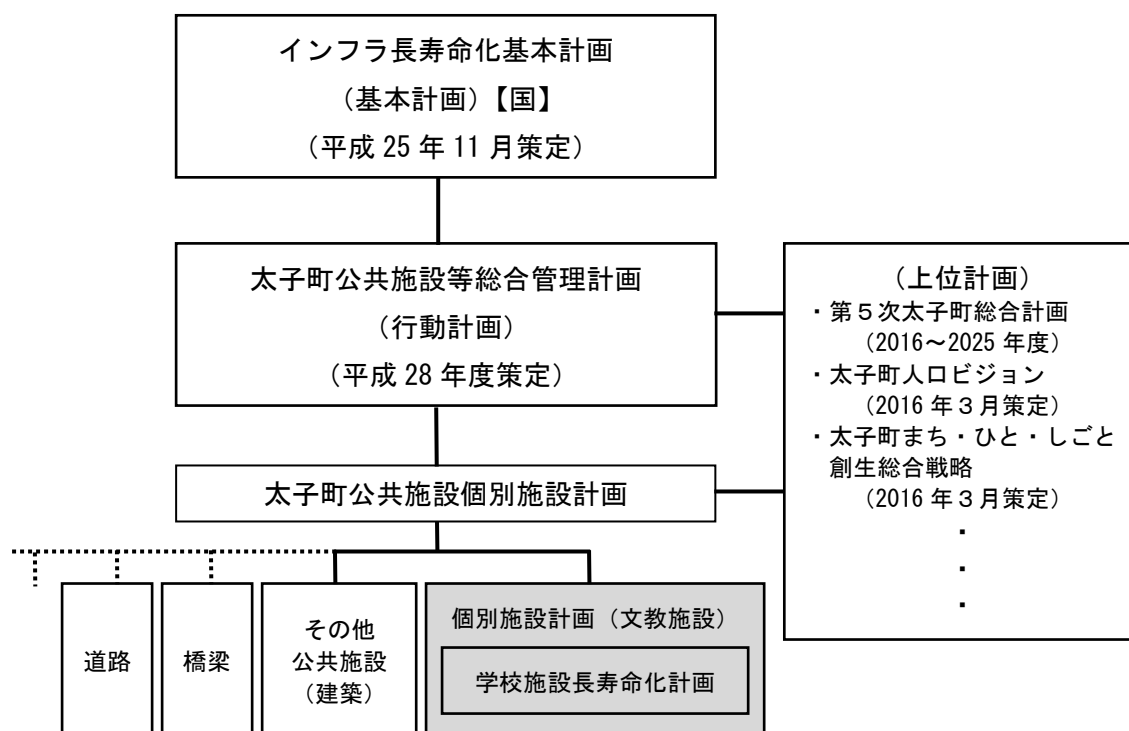 インフラ長寿命化基本計画
（基本計画）【国】
（平成 25 年 11 月策定）
太子町公共施設等総合管理計画
（行動計画）
（平成 28 年度策定）
（上位計画）
・第５次太子町総合計画
（2016～2025 年度）
・太子町人口ビジョン
（2016 年３月策定）
・太子町まち・ひと・しごと
創生総合戦略
（2016 年３月策定）
・
・
・
太子町公共施設個別施設計画
道路
橋梁
その他
公共施設
（建築）
個別施設計画（文教施設）
学校施設長寿命化計画